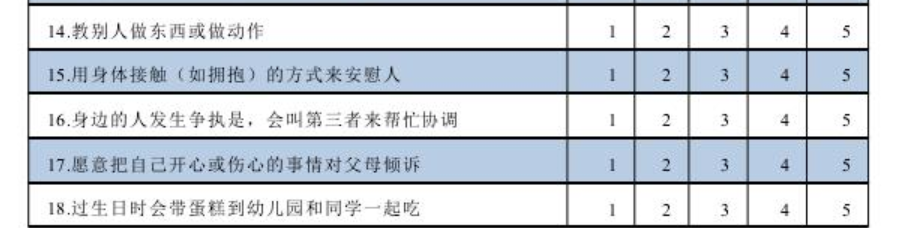 14.教别人做东西或做动作 1 2 3 4 5
15.用身体接触（如拥抱）的方式来安慰人 1 2 3 4 5
16.身边的人发生争执是，会叫第三者来帮忙协调 1 2 3 4 5
17.愿意把自己开心或伤心的事情对父母倾诉 1 2 3 4 5
18.过生日时会带蛋糕到幼儿园和同学一起吃 1 2 3 4 5